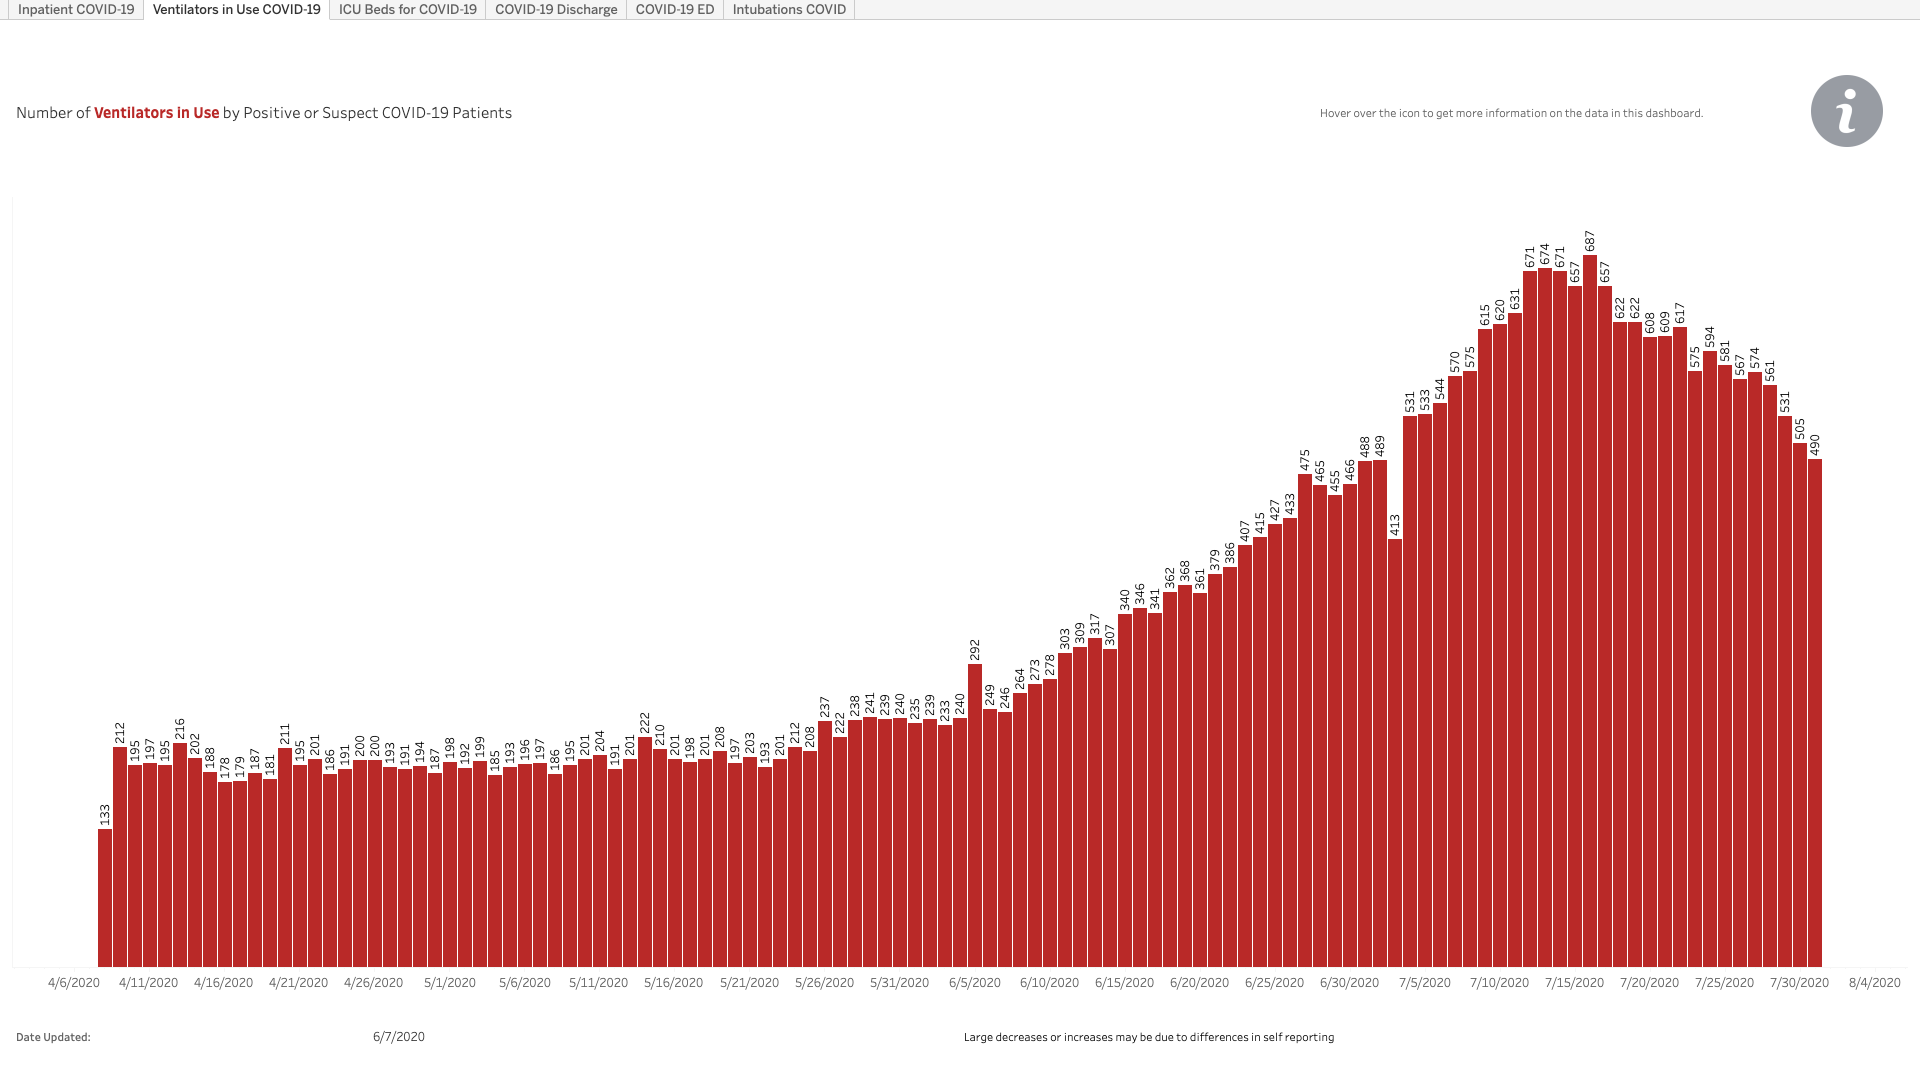 Inpatient COVID-19 Ventilators in Use COVID-19 ICU Beds for COVID-19 COVID-19 Discharge COVID-19 ED Intubations COVID
Number of Ventilators in Use by Positive or Suspect COVID-19 Patients
Hover over the icon to get more information on the data in this dashboard.
i
133 212 195 197 195 216 202 188 178 179 187 181 211 195 201 186 191 200 200 193 191 194 187 198 192 199 185 193 196 197 186 195 201 204 191 201 222 210 201 198 201 208 197 203 193 201 212 208 237 222 238 241 239 240 235 239 233 240 292 249 246 264 273 278 303 309 317 307 340 346 341 362 368 361 379 386 407 415 427 433 475 465 455 466 488 489 413 531 533 544 570 575 615 620 631 671 674 671 657 687 657 622 622 608 609 617 575 594 581 567 574 561 531 505 490
4/6/2020 4/11/2020 4/16/2020 4/21/2020 4/26/2020 5/1/2020 5/6/2020 5/11/2020 5/16/2020 5/21/2020 5/26/2020 5/31/2020 6/5/2020 6/10/2020 6/15/2020 6/20/2020 6/25/2020 6/30/2020 7/5/2020 7/10/2020 7/15/2020 7/20/2020 7/25/2020 7/30/2020 8/4/2020
Date Updated: 6/7/2020 Large decreases or increases may be due to differences in self reporting